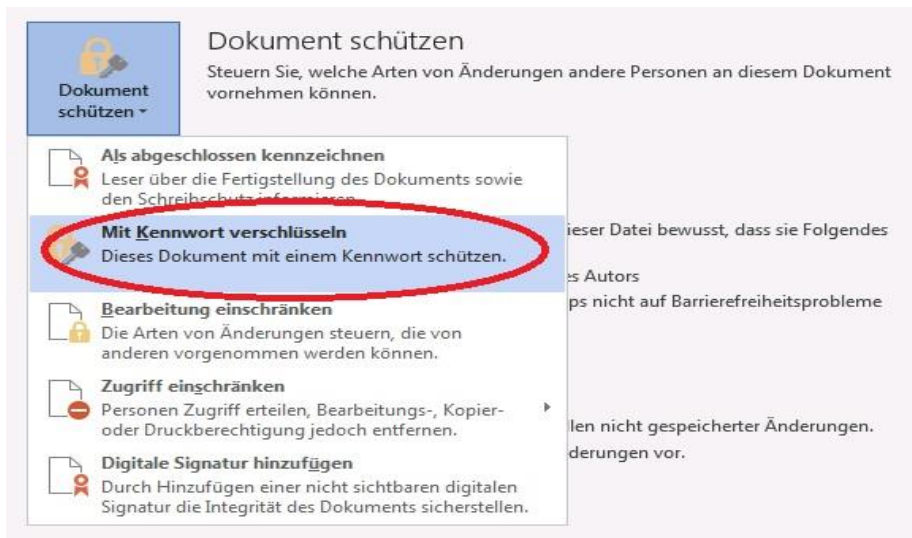 Dokument schützen
Steuern Sie, welche Arten von Änderungen andere Personen an diesem Dokument
vornehmen können.
Dokument
schützen
Als abgeschlossen kennzeichnen
Leser über die Fertigstellung des Dokuments sowie
den Schreibschutz informieren.
Mit Kennwort verschlüsseln
Dieses Dokument mit einem Kennwort schützen.
ieser Datei bewusst, dass sie Folgendes
es Autors
ps nicht auf Barrierefreiheitsprobleme
Bearbeitung einschränken
Die Arten von Änderungen steuern, die von
anderen vorgenommen werden können.
Zugriff einschränken
Personen Zugriff erteilen, Bearbeitungs-, Kopier-
oder Druckberechtigung jedoch entfernen.
len nicht gespeicherter Änderungen.
derungen vor.
Digitale Signatur hinzufügen
Durch Hinzufügen einer nicht sichtbaren digitalen
Signatur die Integrität des Dokuments sicherstellen.